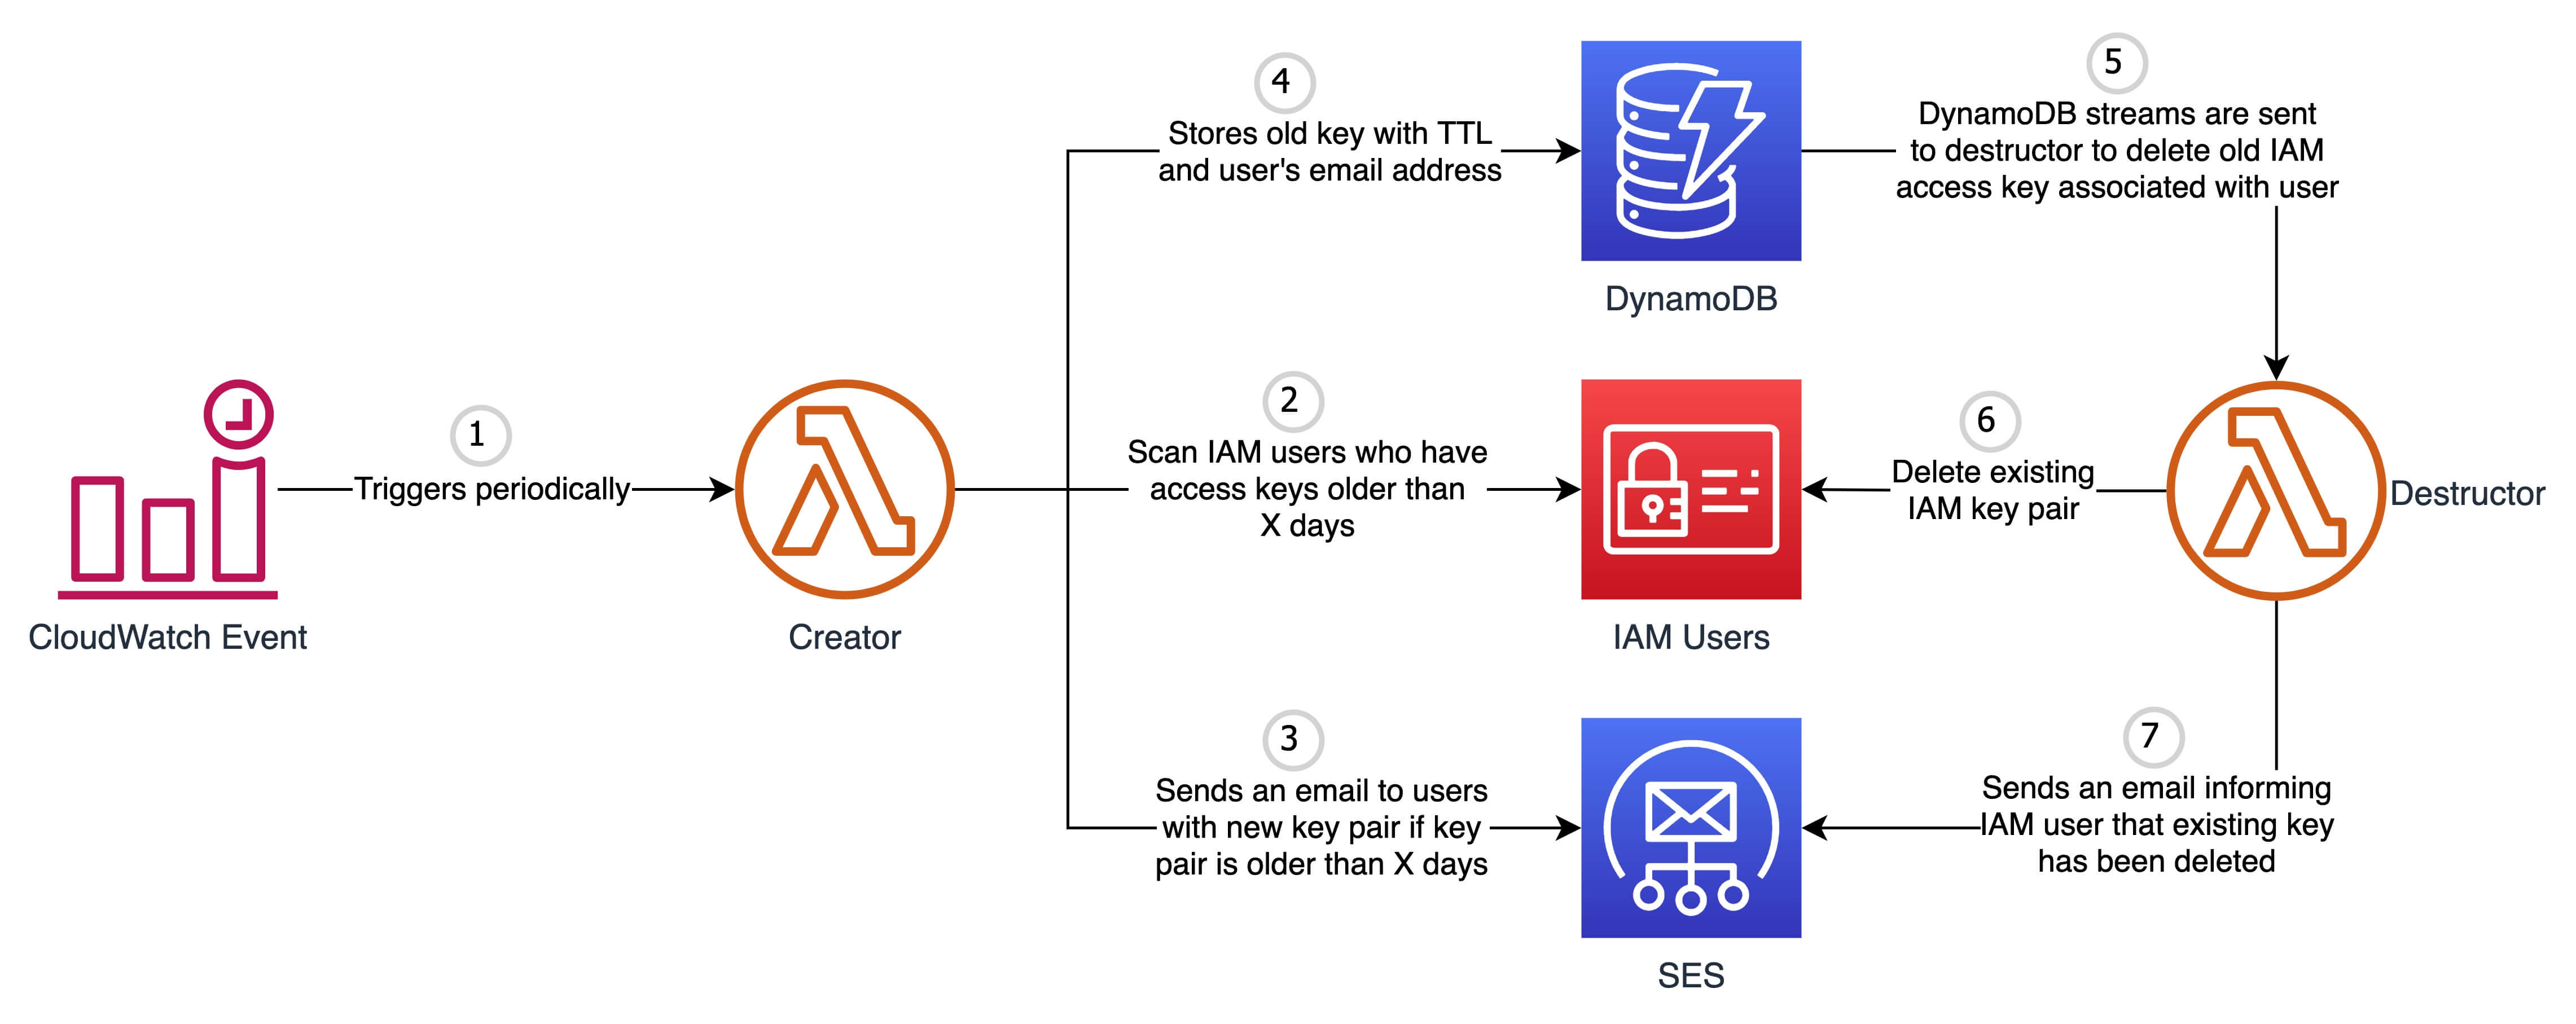 4
Stores old key with TTL
and user's email address
5
DynamoDB streams are sent
to destructor to delete old IAM
access key associated with user
DynamoDB
1
Triggers periodically
2
Scan IAM users who have
access keys older than
X days
6
Delete existing
IAM key pair
Destructor
CloudWatch Event
Creator
IAM Users
3
Sends an email to users
with new key pair if key
pair is older than X days
7
Sends an email informing
IAM user that existing key
has been deleted
SES